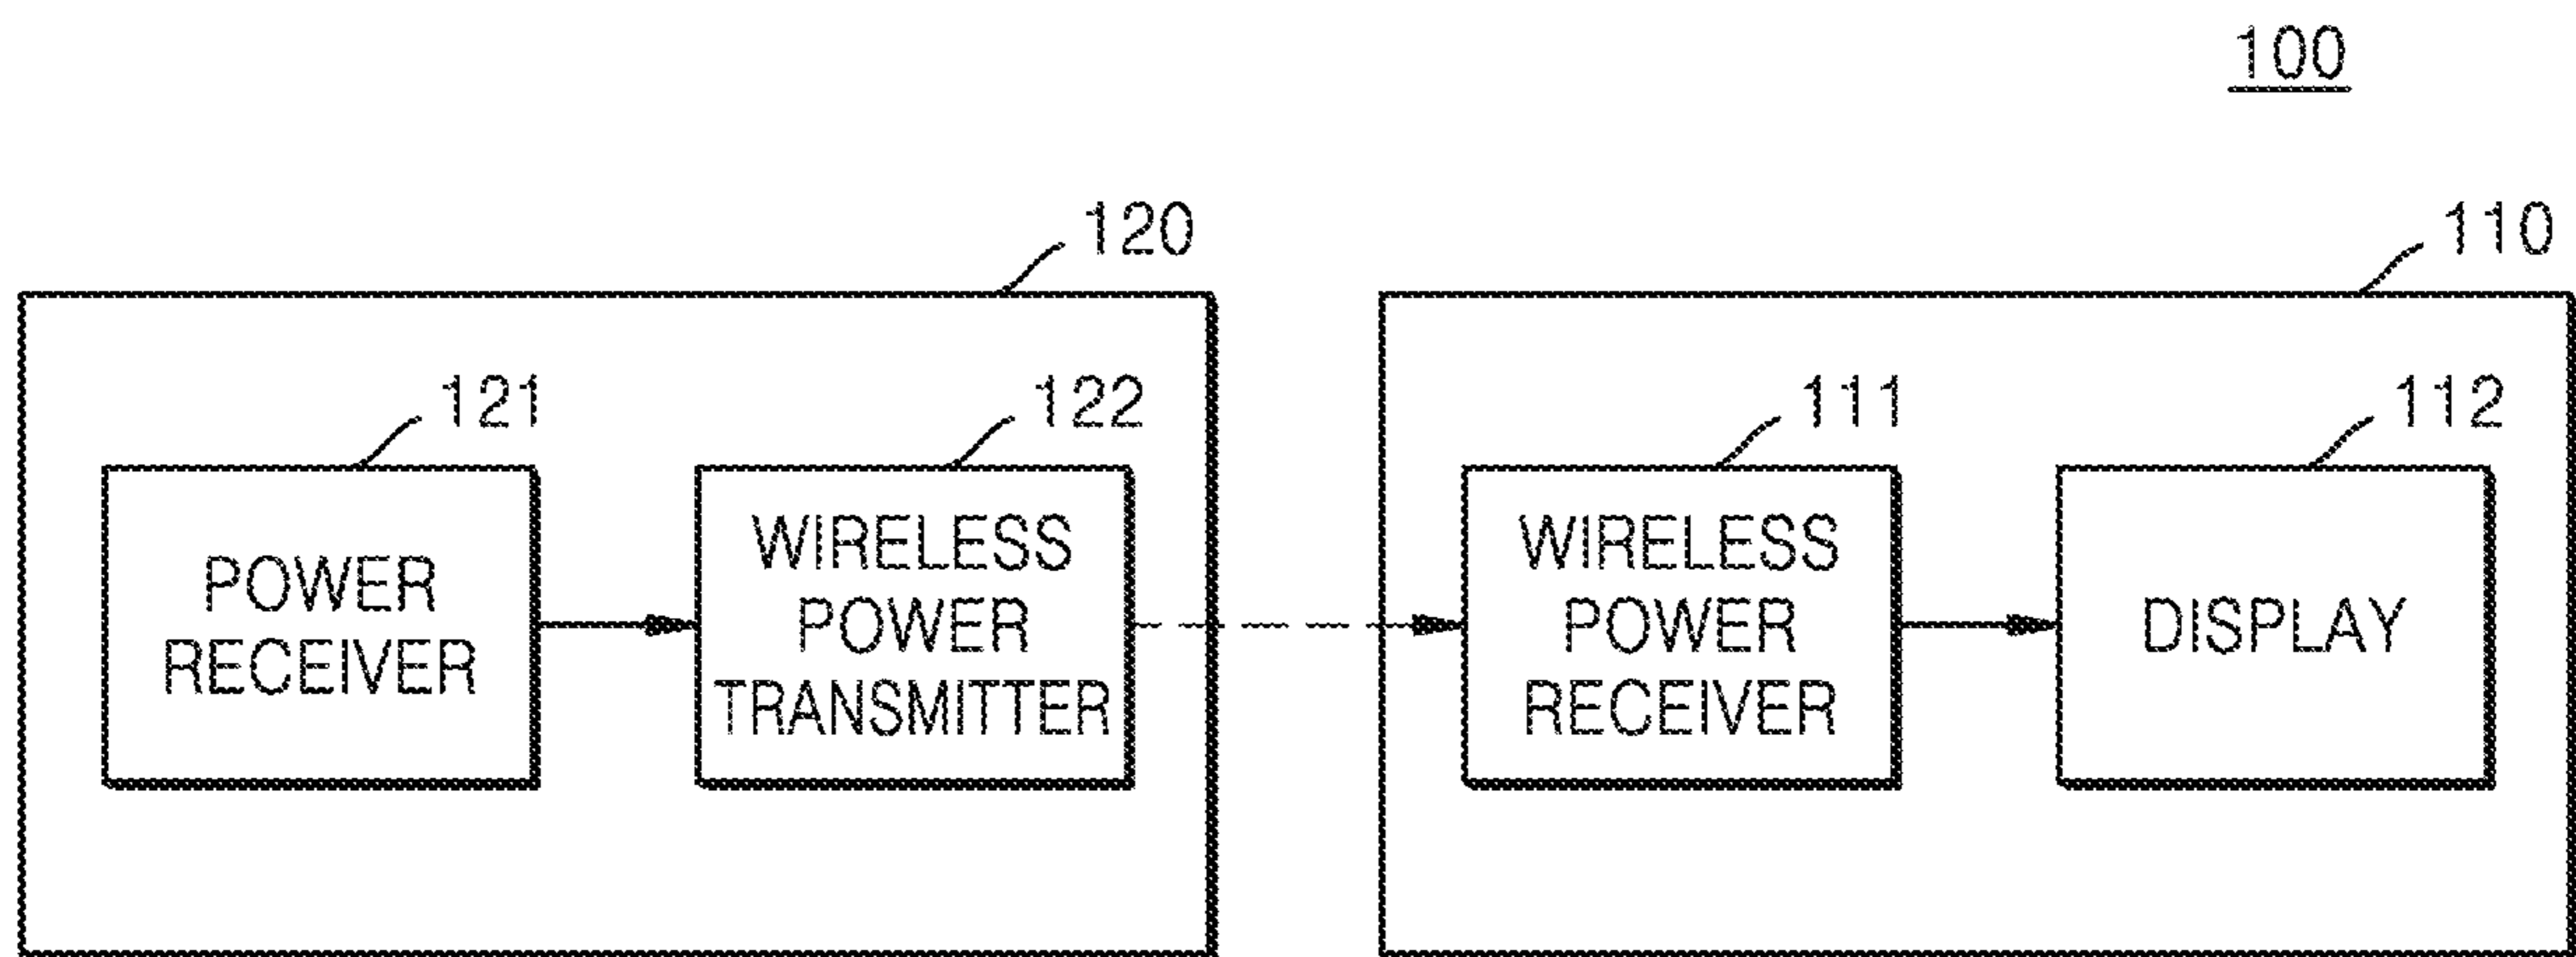 100
120
110
121
122
111
112
POWER
RECEIVER
WIRELESS
POWER
TRANSMITTER
WIRELESS
POWER
RECEIVER
DISPLAY